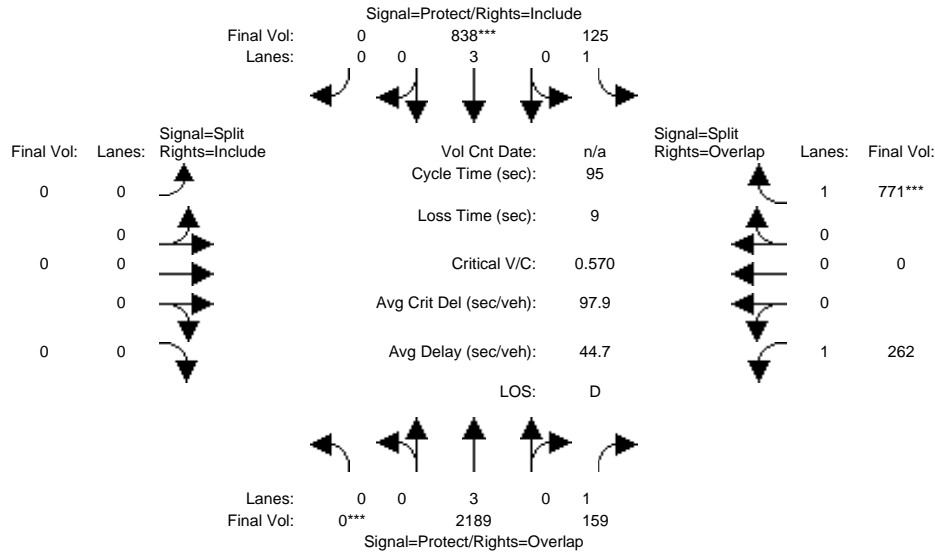 Signal=Protect/Rights=Include
Final Vol: 0 838*** 125
Lanes: 0 0 3 0 1
Signal=Split Signal=Split
Final Vol: Lanes: Rights=Include Vol Cnt Date: n/a Rights=Overlap Lanes: Final Vol:
Cycle Time (sec): 95
0 0 1 771***
Loss Time (sec): 9
0 0
0 0 Critical V/C: 0.570 0 0
0 Avg Crit Del (sec/veh): 97.9 0
0 0 Avg Delay (sec/veh): 44.7 1 262
LOS: D
Lanes: 0 0 3 0 1
Final Vol: 0*** 2189 159
Signal=Protect/Rights=Overlap